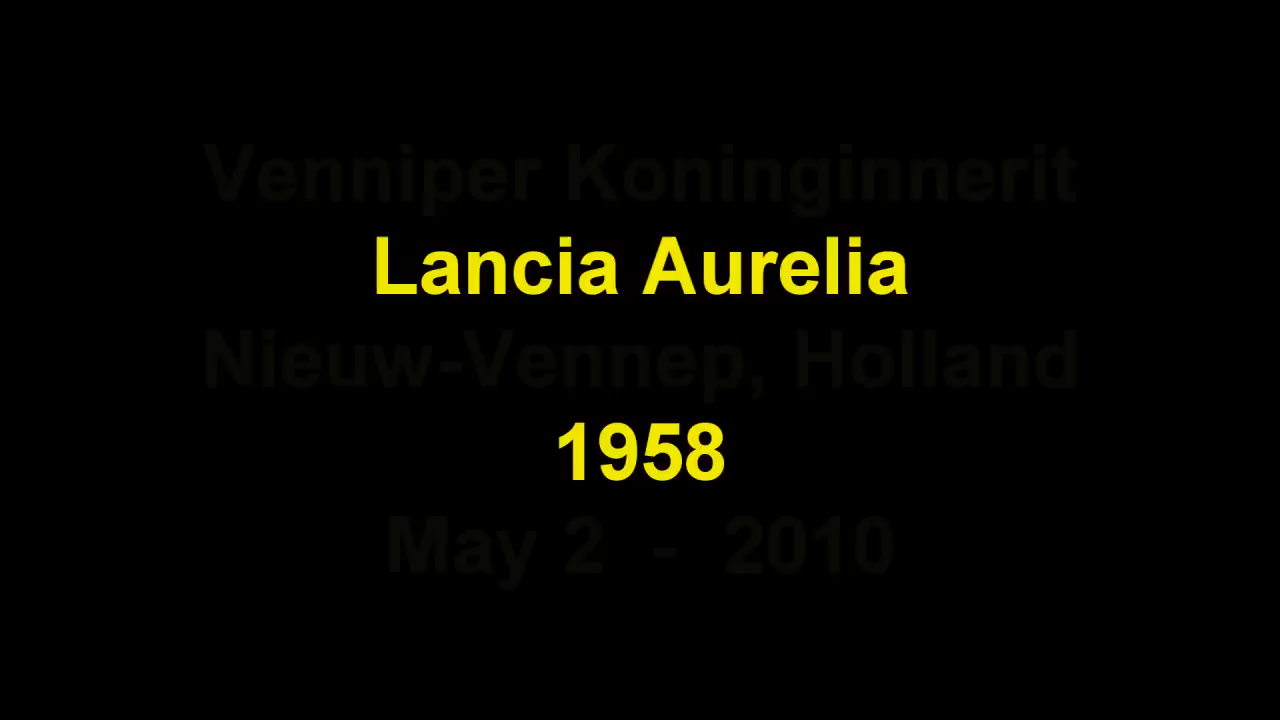 Venniper Koninginnerit
Lancia Aurelia
Nieuw-Vennep, Holland
1958
May 2 - 2010